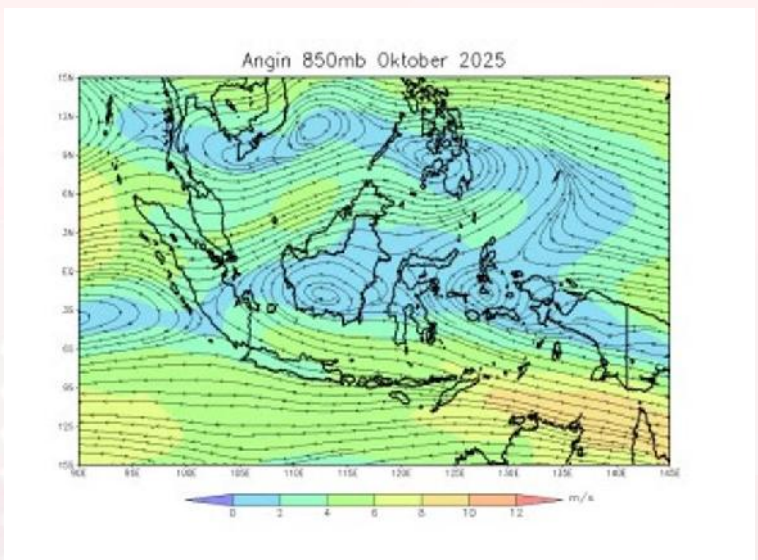 Angin 850mb Oktober 2025
15N
12N
9N
6N
3N
EQ
3S
6S
9S
12S
15S
90E 95E 100E 105E 110E 115E 120E 125E 130E 135E 140E 145E
0 2 4 6 8 10 12 m/s